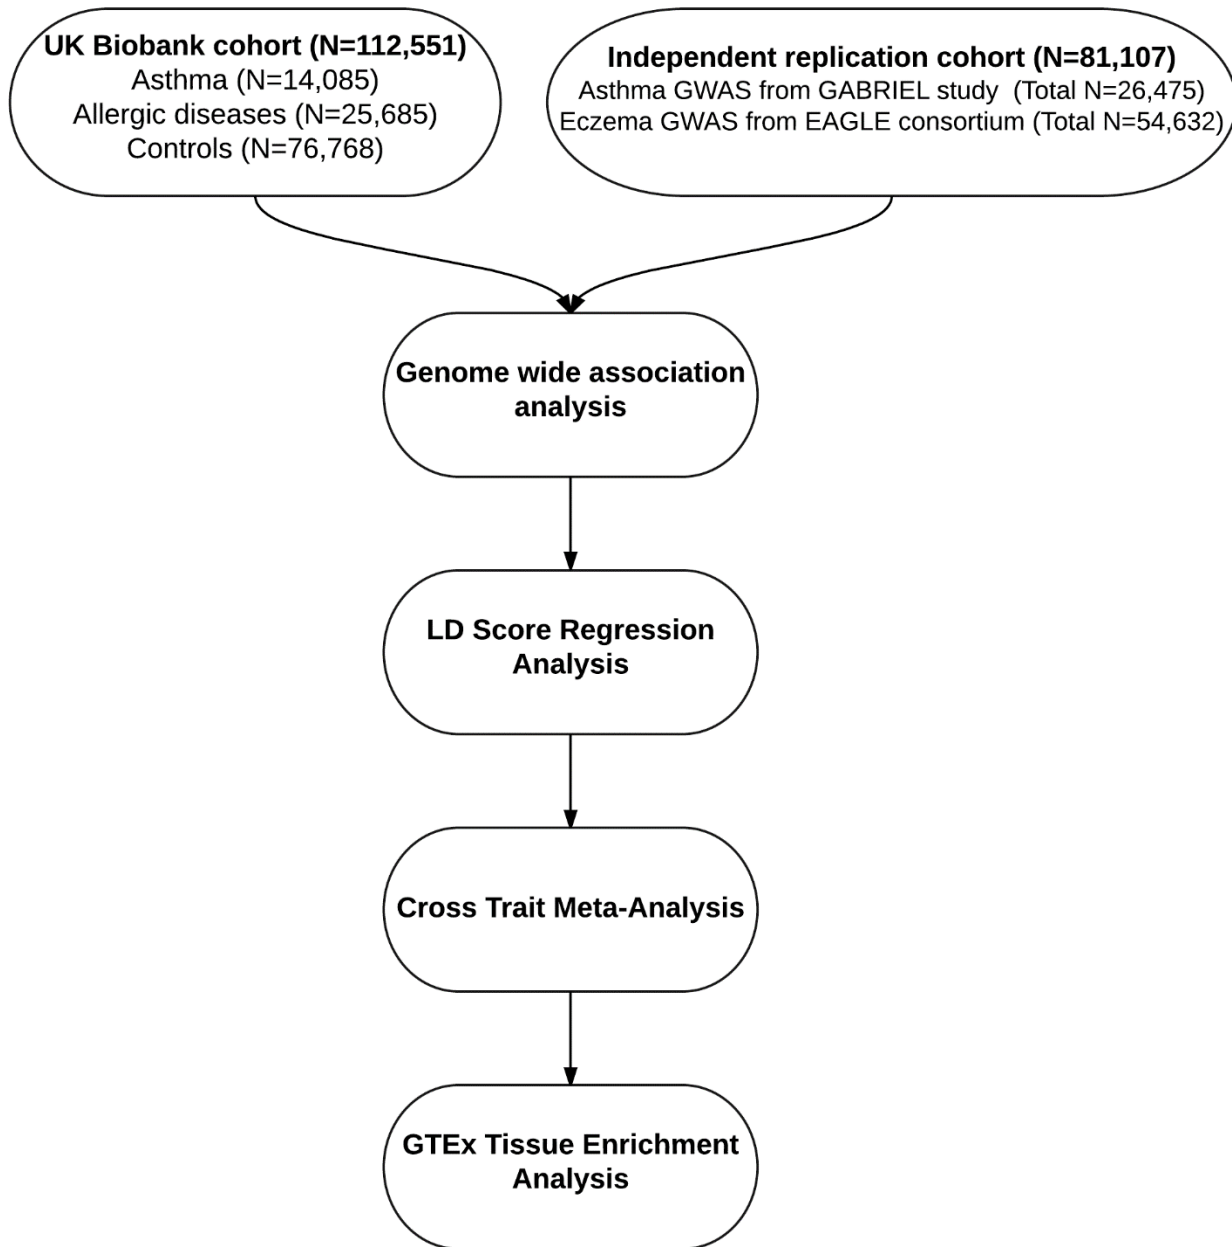 UK Biobank cohort (N=112,551)
Asthma (N=14,085)
Allergic diseases (N=25,685)
Controls (N=76,768)
Independent replication cohort (N=81,107)
Asthma GWAS from GABRIEL study  (Total N=26,475)
Eczema GWAS from EAGLE consortium (Total N=54,632)
Genome wide association
analysis
LD Score Regression
Analysis
Cross Trait Meta-Analysis
GTEx Tissue Enrichment
Analysis